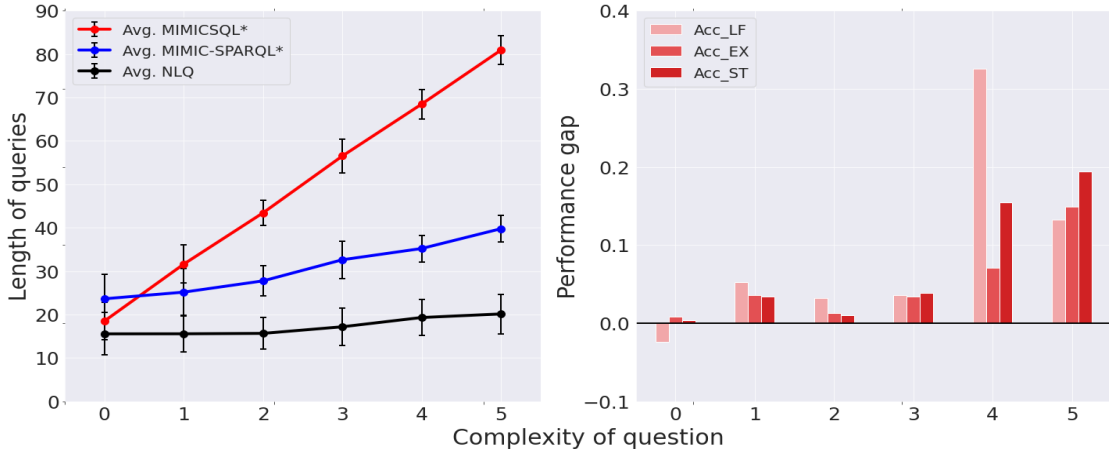 90
80
70
60
50
40
30
20
10
0
Length of queries
Avg. MIMICSQL*
Avg. MIMIC-SPARQL*
Avg. NLQ
0 1 2 3 4 5
0.4
0.3
0.2
0.1
0.0
−0.1
Performance gap
Acc_LF
Acc_EX
Acc_ST
0 1 2 3 4 5
Complexity of question